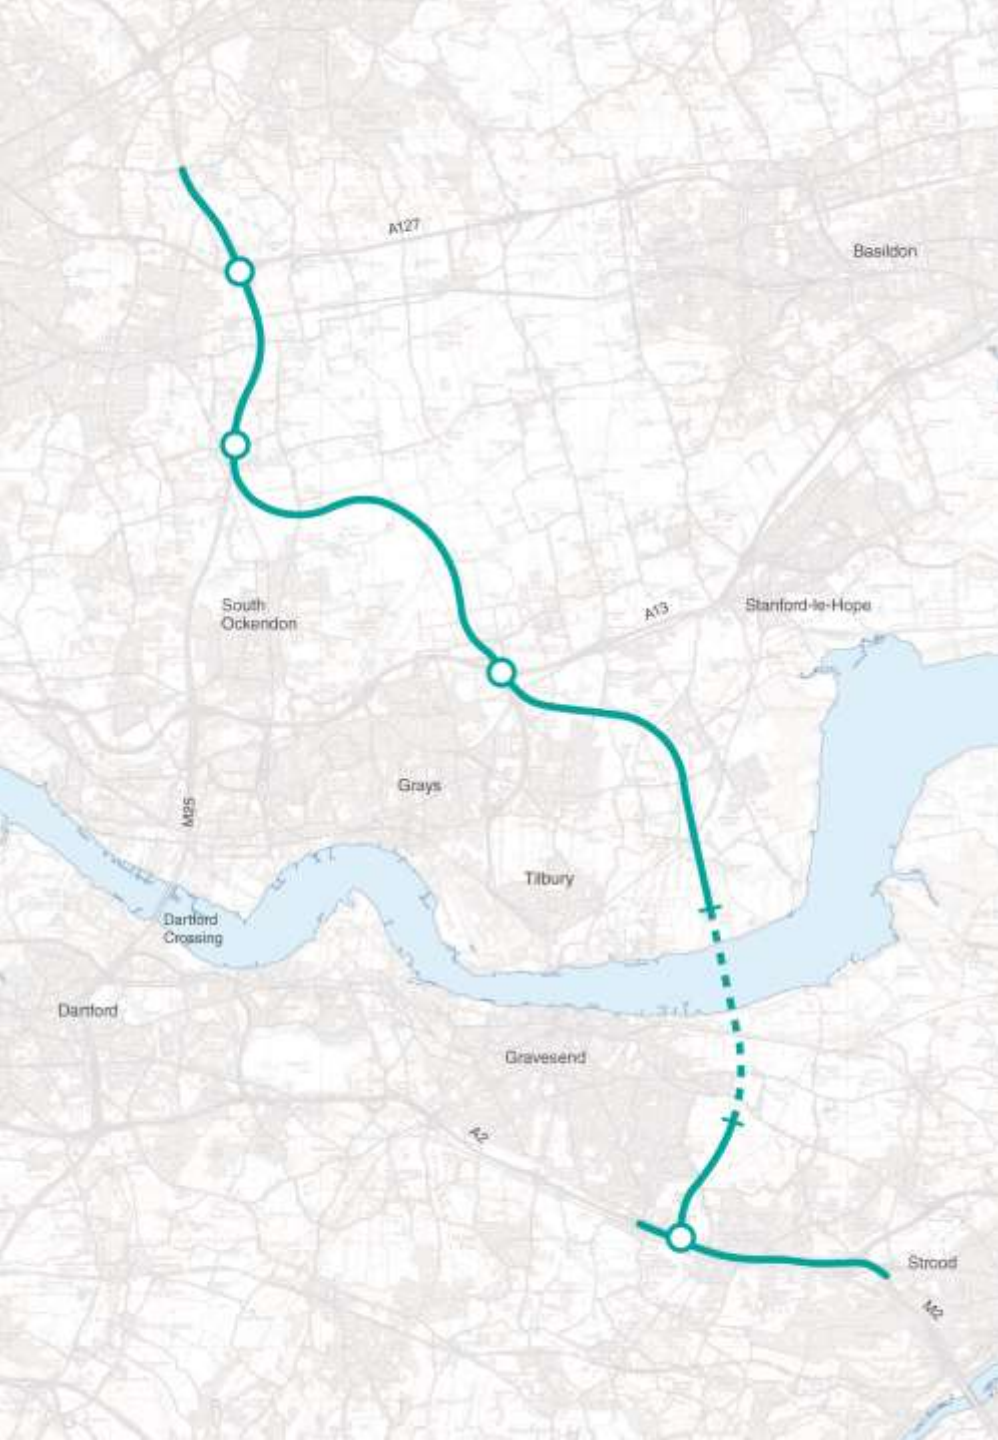 A127
Basildon
South
Ockendon
A13
Stanford-le-Hope
Grays
M25
Tilbury
Dartford
Crossing
Dartford
Gravesend
A2
Strood
M2